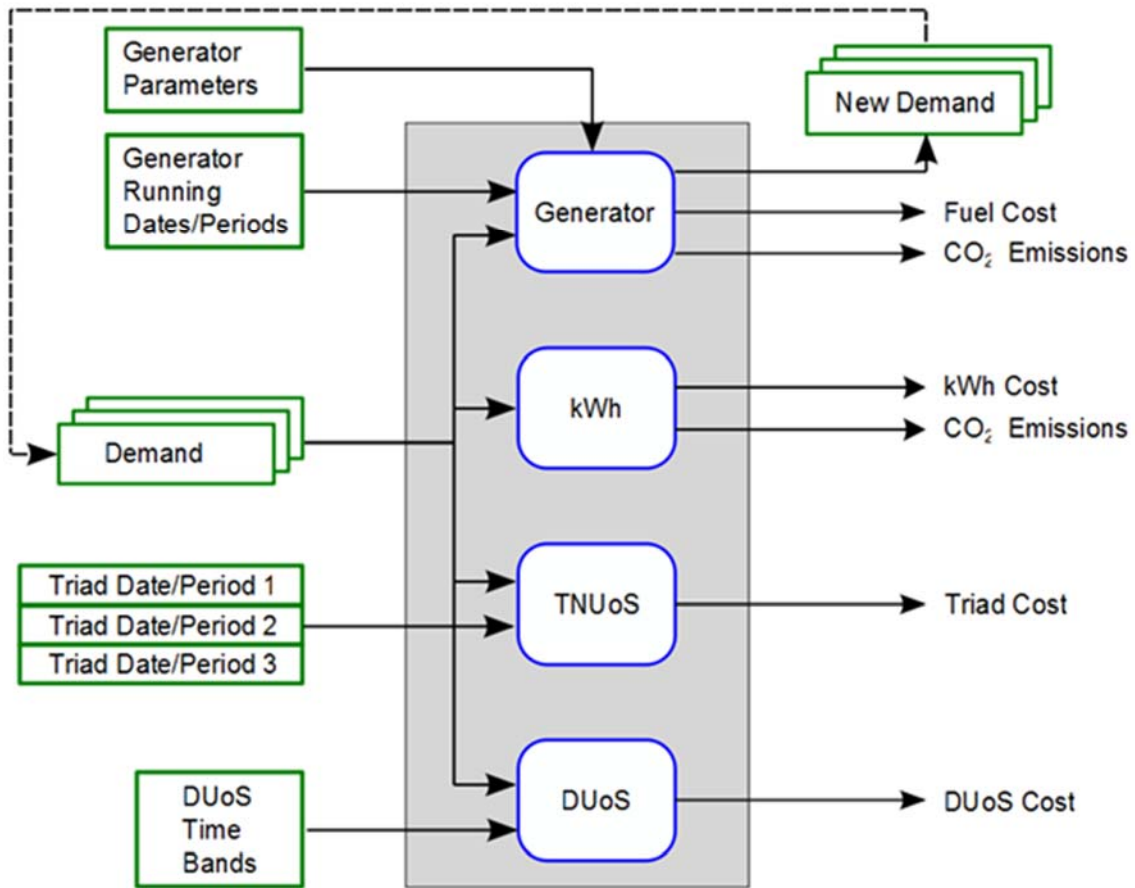 Generator
Parameters
New Demand
Generator
Running
Dates/Periods
Generator
Fuel Cost
CO₂ Emissions
kWh
kWh Cost
CO₂ Emissions
Demand
Triad Date/Period 1
Triad Date/Period 2
Triad Date/Period 3
TNUoS
Triad Cost
DUoS
Time
Bands
DUoS
DUoS Cost